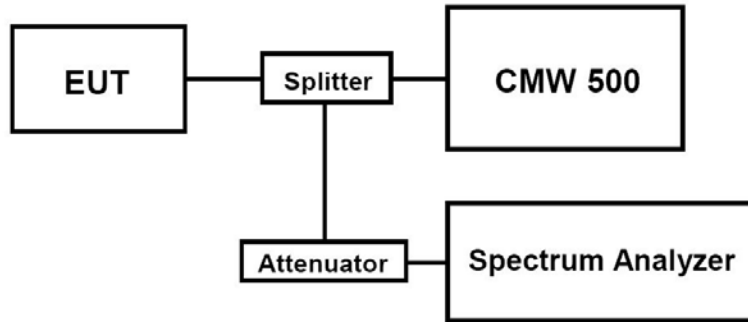 EUT
Splitter
CMW 500
Attenuator
Spectrum Analyzer